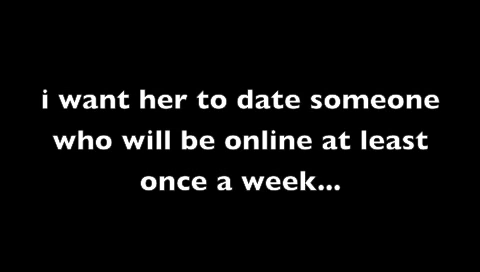 i want her to date someone
who will be online at least
once a week...